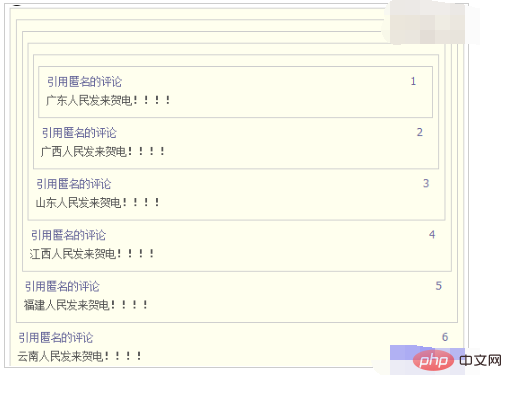 引用匿名的评论 1
广东人民发来贺电!!!!
引用匿名的评论 2
广西人民发来贺电!!!!
引用匿名的评论 3
山东人民发来贺电!!!!
引用匿名的评论 4
江西人民发来贺电!!!!
引用匿名的评论 5
福建人民发来贺电!!!!
引用匿名的评论 6
云南人民发来贺电!!!!
php 中文网